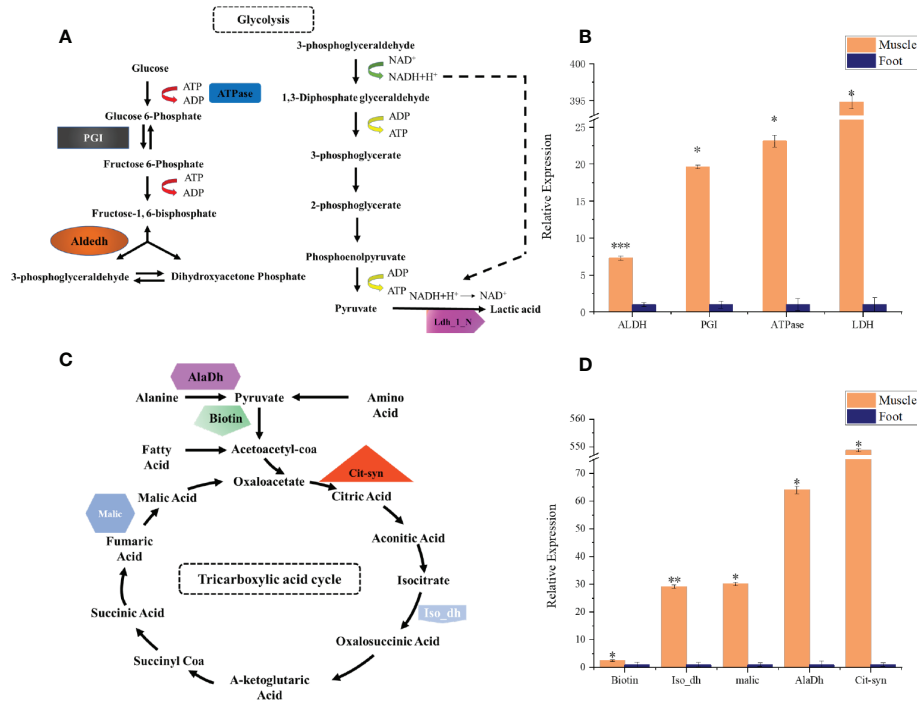 A
Glycolysis
Glucose
ATP
ADP
ATPase
Glucose 6-Phosphate
PGI
Fructose 6-Phosphate
ATP
ADP
Fructose-1, 6-bisphosphate
Aldedh
3-phosphoglyceraldehyde
Dihydroxyacetone Phosphate
3-phosphoglyceraldehyde
NAD⁺
NADH+H⁺
1,3-Diphosphate glyceraldehyde
ADP
ATP
3-phosphoglycerate
2-phosphoglycerate
Phosphoenolpyruvate
ADP
ATP
NADH+H⁺ → NAD⁺
Pyruvate
Lactic acid
Ldh_1_N
B
Muscle
Foot
Relative Expression
400
395
25
20
15
10
5
0
***
*
*
*
ALDH
PGI
ATPase
LDH
C
AlaDh
Alanine
Pyruvate
Amino
Acid
Biotin
Fatty
Acid
Acetoacetyl-coa
Oxaloacetate
Cit-syn
Citric Acid
Malic Acid
Malic
Aconitic Acid
Fumaric
Acid
Isocitrate
Tricarboxylic acid cycle
Iso_dh
Succinic Acid
Oxalosuccinic Acid
Succinyl Coa
A-ketoglutaric
Acid
D
Muscle
Foot
Relative Expression
560
550
70
60
50
40
30
20
10
0
*
**
*
*
*
Biotin
Iso_dh
malic
AlaDh
Cit-syn